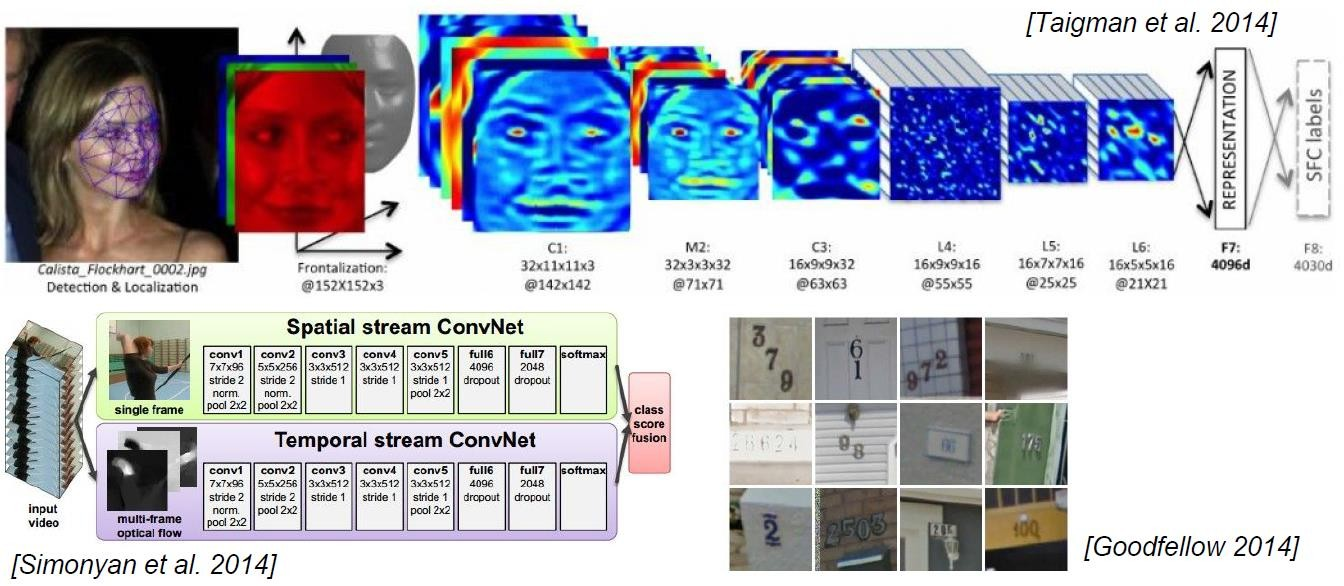 [Taigman et al. 2014]
REPRESENTATION
SFC labels
Calista_Flockhart_0002.jpg
Detection & Localization
Frontalization:
@152X152x3
C1:
32x11x11x3
@142x142
M2:
32x3x3x32
@71x71
C3:
16x9x9x32
@63x63
L4:
16x9x9x16
@55x55
L5:
16x7x7x16
@25x25
L6:
16x5x5x16
@21X21
F7:
4096d
F8:
4030d
input
video
Spatial stream ConvNet
single frame
conv1
7x7x96
stride 2
norm.
pool 2x2
conv2
5x5x256
stride 2
norm.
pool 2x2
conv3
3x3x512
stride 1
conv4
3x3x512
stride 1
conv5
3x3x512
stride 1
pool 2x2
full6
4096
dropout
full7
2048
dropout
softmax
Temporal stream ConvNet
multi-frame
optical flow
conv1
7x7x96
stride 2
norm.
pool 2x2
conv2
5x5x256
stride 2
pool 2x2
conv3
3x3x512
stride 1
conv4
3x3x512
stride 1
conv5
3x3x512
stride 1
pool 2x2
full6
4096
dropout
full7
2048
dropout
softmax
class
score
fusion
[Simonyan et al. 2014]
379
61
972
28624
98
66
175
2
2503
100
[Goodfellow 2014]